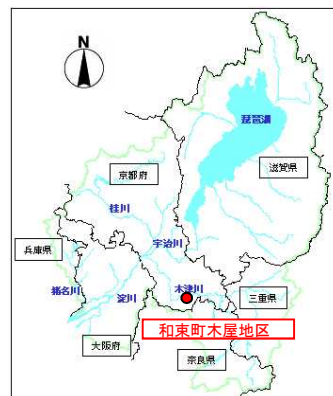 N
琵琶湖
滋賀県
京都府
桂川
宇治川
兵庫県
猪名川
淀川
木津川
三重県
和束町木屋地区
大阪府
奈良県